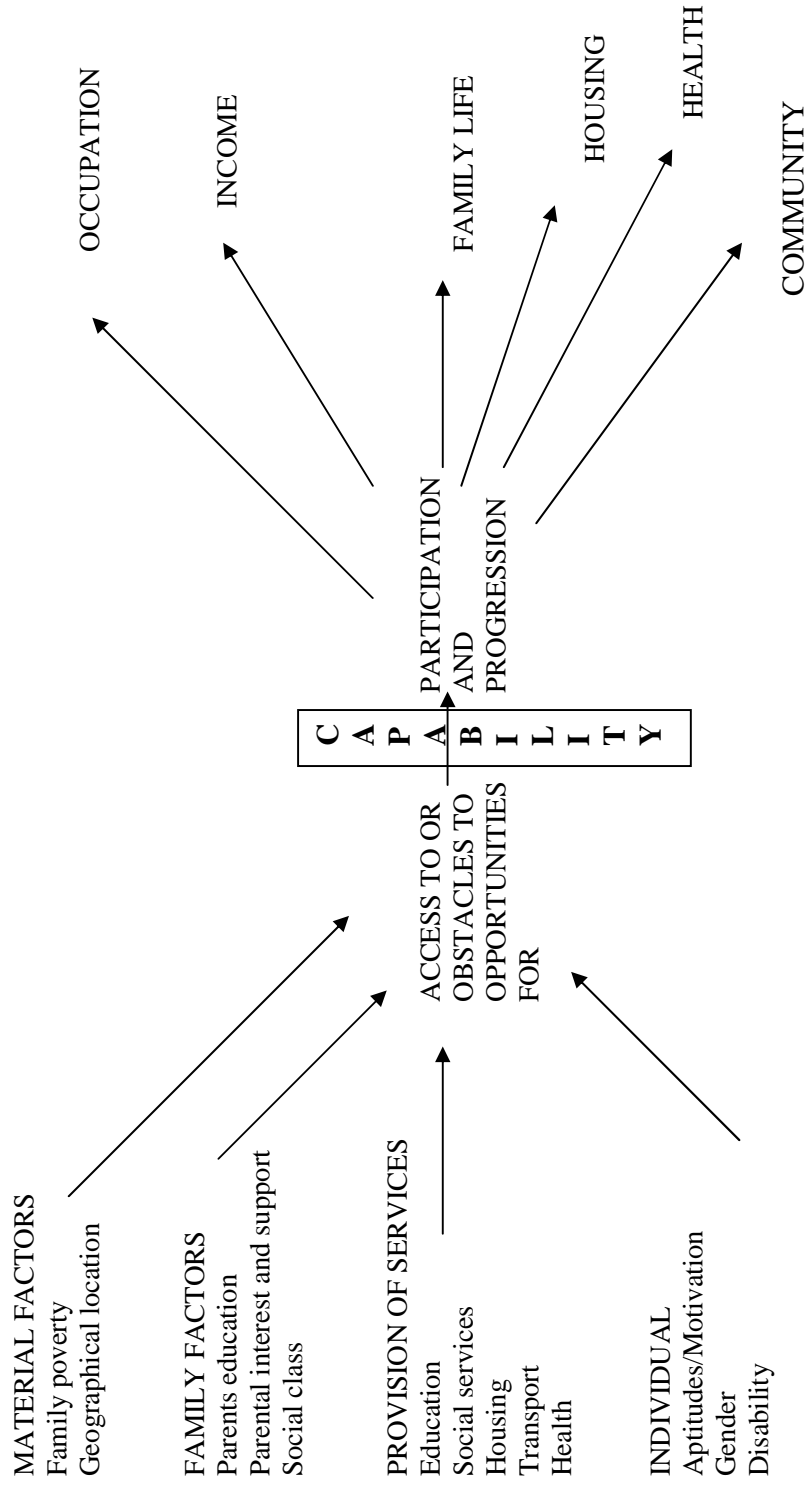 MATERIAL FACTORS
Family poverty
Geographical location
FAMILY FACTORS
Parents education
Parental interest and support
Social class
PROVISION OF SERVICES
Education
Social services
Housing
Transport
Health
INDIVIDUAL
Aptitudes/Motivation
Gender
Disability
ACCESS TO OR
OBSTACLES TO
OPPORTUNITIES
FOR
C
A
P
A
B
I
L
I
T
Y
PARTICIPATION
AND
PROGRESSION
OCCUPATION
INCOME
FAMILY LIFE
HOUSING
HEALTH
COMMUNITY